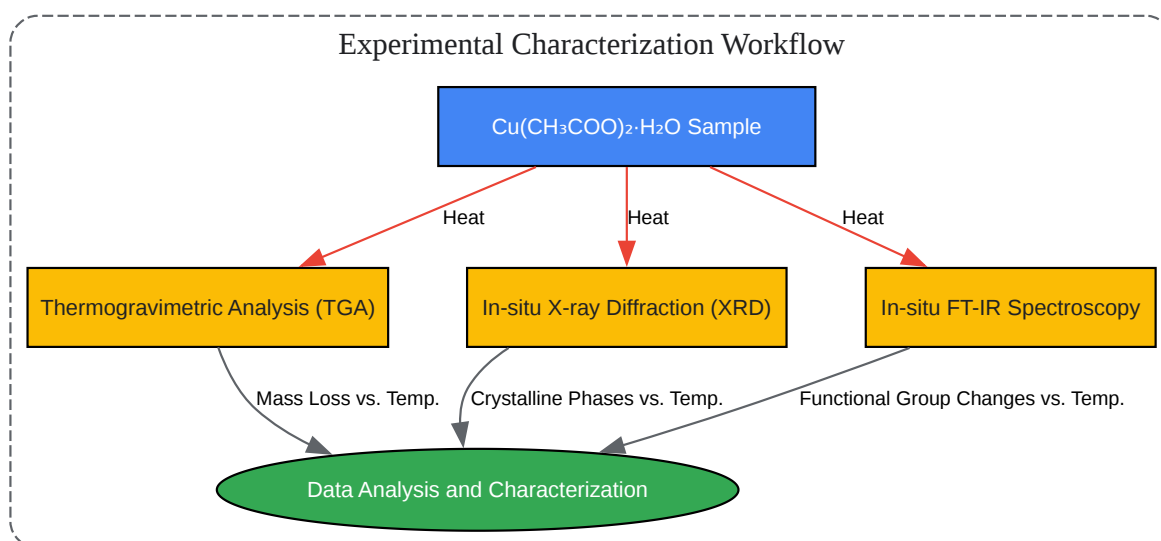 Experimental Characterization Workflow
Cu(CH₃COO)₂·H₂O Sample
Heat
Heat
Heat
Thermogravimetric Analysis (TGA)
In-situ X-ray Diffraction (XRD)
In-situ FT-IR Spectroscopy
Mass Loss vs. Temp.
Crystalline Phases vs. Temp.
Functional Group Changes vs. Temp.
Data Analysis and Characterization